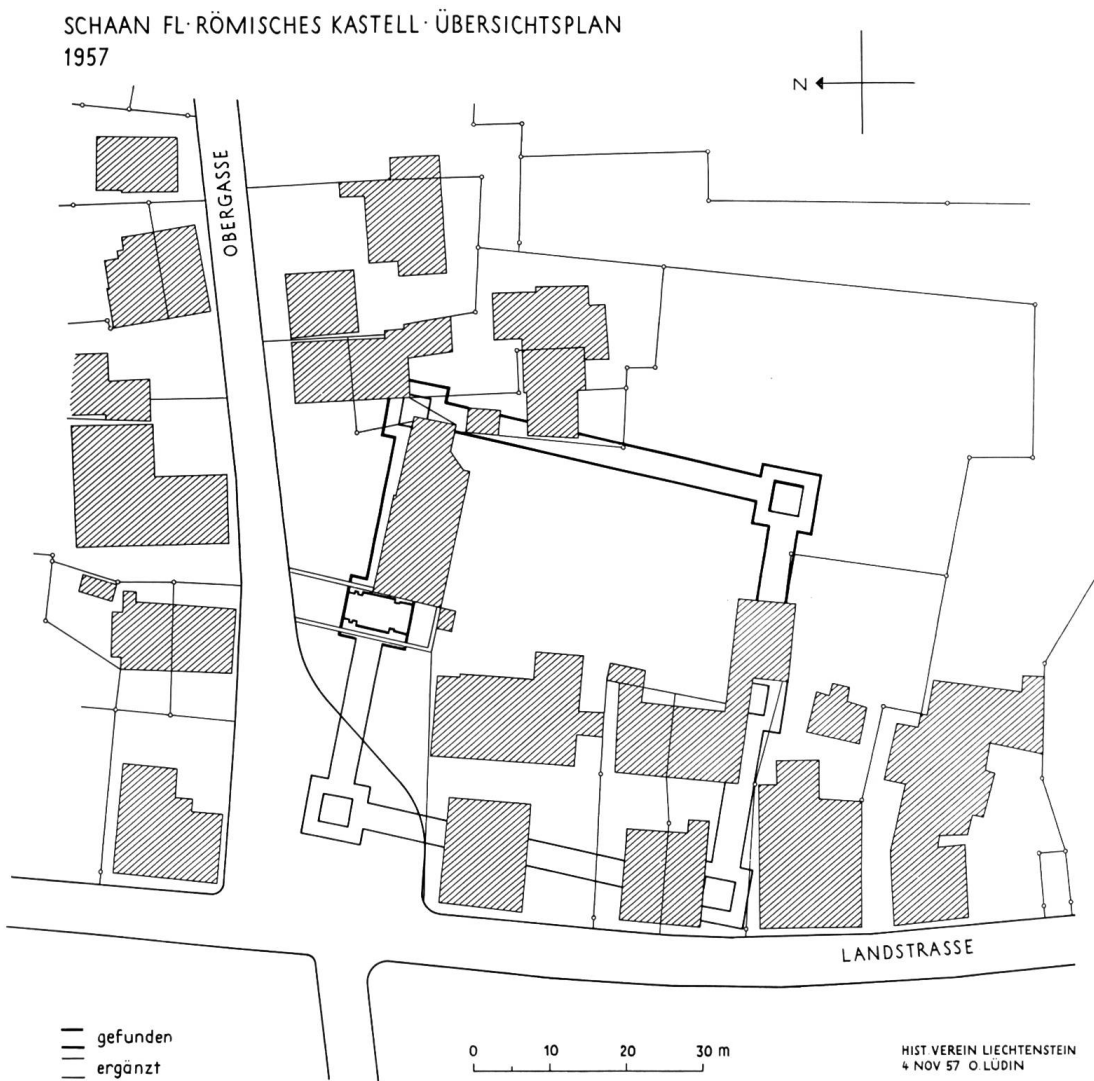 SCHAAN FL·RÖMISCHES KASTELL·ÜBERSICHTSPLAN
1957
N
OBERGASSE
LANDSTRASSE
gefunden
ergänzt
0 10 20 30 m
HIST. VEREIN LIECHTENSTEIN
4 NOV 57 O. LÜDIN